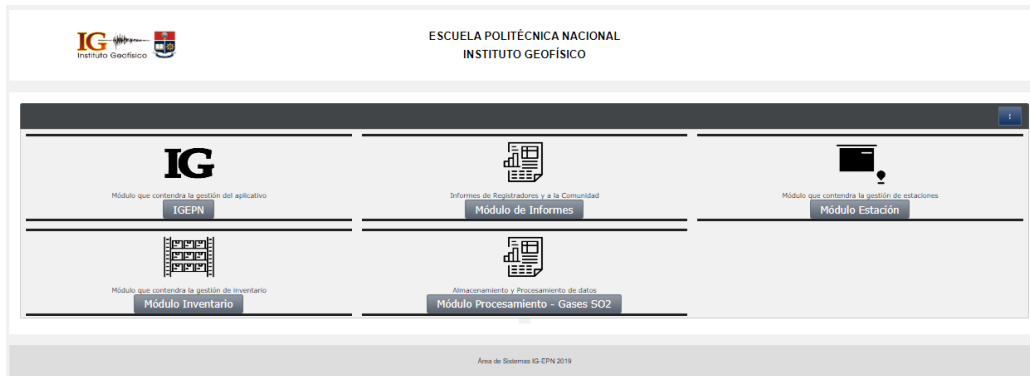 IG
Instituto Geofísico
ESCUELA POLITÉCNICA NACIONAL
INSTITUTO GEOFÍSICO
IG
Módulo que contendra la gestión del aplicativo
IGEPN
Informes de Registradores y a la Comunidad
Módulo de Informes
Módulo que contendra la gestión de estaciones
Módulo Estación
Módulo que contendra la gestión de inventario
Módulo Inventario
Almacenamiento y Procesamiento de datos
Módulo Procesamiento - Gases SO2
Área de Sistemas IG-EPN 2019